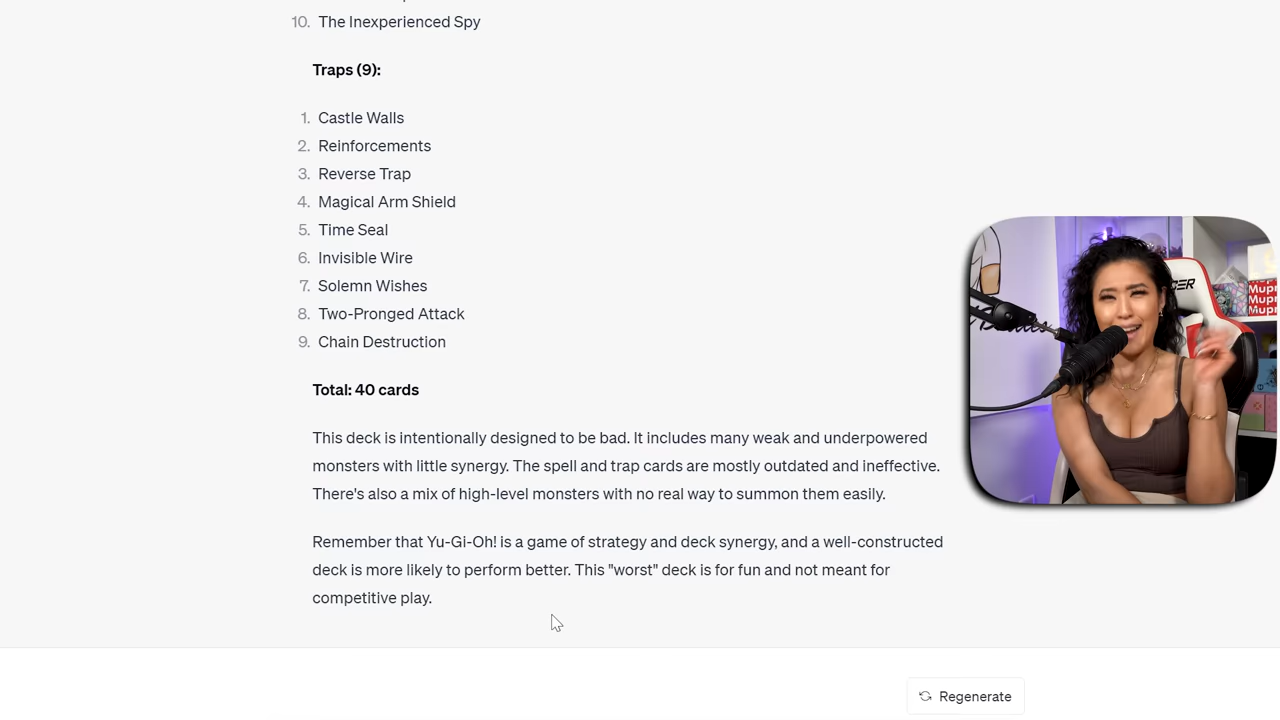 10. The Inexperienced Spy
Traps (9):
1. Castle Walls
2. Reinforcements
3. Reverse Trap
4. Magical Arm Shield
5. Time Seal
6. Invisible Wire
7. Solemn Wishes
8. Two-Pronged Attack
9. Chain Destruction
Total: 40 cards
This deck is intentionally designed to be bad. It includes many weak and underpowered
monsters with little synergy. The spell and trap cards are mostly outdated and ineffective.
There's also a mix of high-level monsters with no real way to summon them easily.
Remember that Yu-Gi-Oh! is a game of strategy and deck synergy, and a well-constructed
deck is more likely to perform better. This "worst" deck is for fun and not meant for
competitive play.
Regenerate